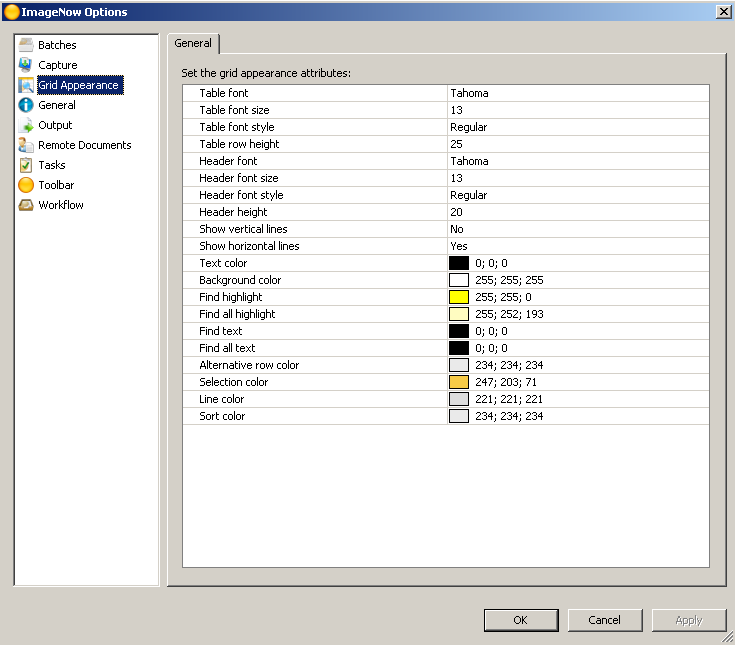 ImageNow Options
Batches
Capture
Grid Appearance
General
Output
Remote Documents
Tasks
Toolbar
Workflow
General
Set the grid appearance attributes:
Table font Tahoma
Table font size 13
Table font style Regular
Table row height 25
Header font Tahoma
Header font size 13
Header font style Regular
Header height 20
Show vertical lines No
Show horizontal lines Yes
Text color 0; 0; 0
Background color 255; 255; 255
Find highlight 255; 255; 0
Find all highlight 255; 252; 193
Find text 0; 0; 0
Find all text 0; 0; 0
Alternative row color 234; 234; 234
Selection color 247; 203; 71
Line color 221; 221; 221
Sort color 234; 234; 234
OK Cancel Apply